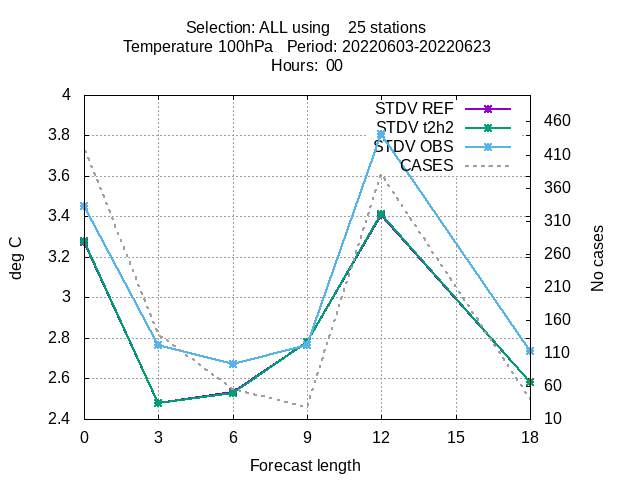 Selection: ALL using    25 stations
Temperature 100hPa   Period: 20220603-20220623
Hours:  00
STDV REF
STDV t2h2
STDV OBS
CASES
deg C
4
3.8
3.6
3.4
3.2
3
2.8
2.6
2.4
460
410
360
310
260
210
160
110
60
10
No cases
0 3 6 9 12 15 18
Forecast length